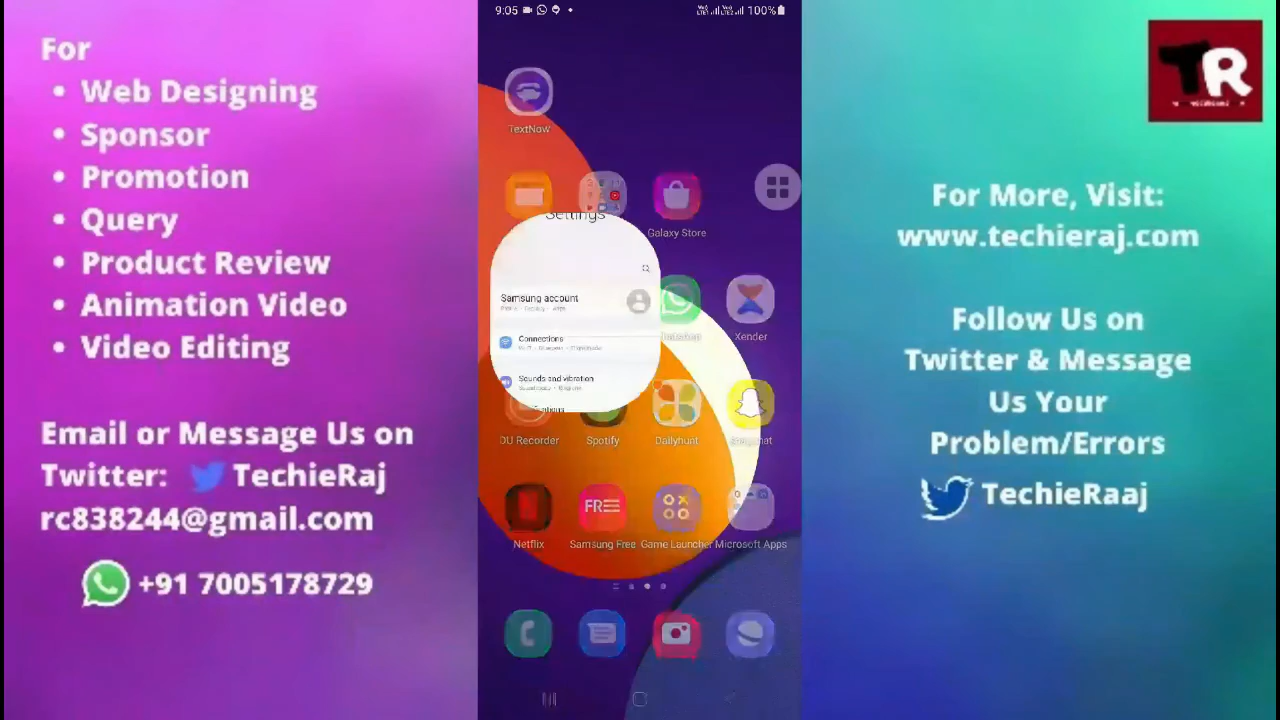 For
• Web Designing
• Sponsor
• Promotion
• Query
• Product Review
• Animation Video
• Video Editing
Email or Message Us on
Twitter: TechieRaj
rc838244@gmail.com
+91 7005178729
9:05
100%
TextNow
Galaxy Store
Settings
Samsung account
Connections
Sounds and vibration
Xender
DU Recorder
Spotify
Dailyhunt
Snapchat
Netflix
FREE
Samsung Free
Game Launcher
Microsoft Apps
TR
For More, Visit:
www.techieraj.com
Follow Us on
Twitter & Message
Us Your
Problem/Errors
TechieRaaj